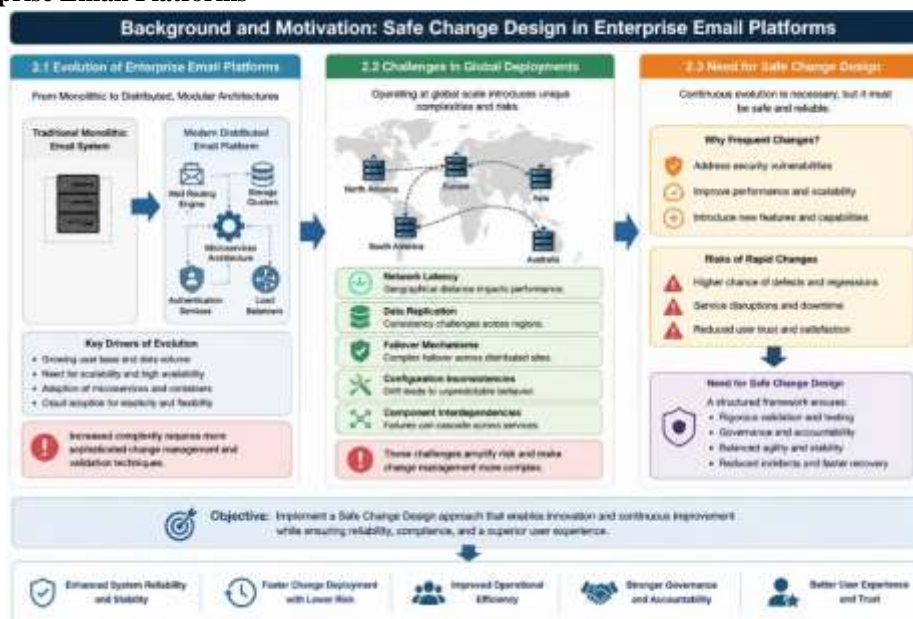 prise Email Platforms
Background and Motivation: Safe Change Design in Enterprise Email Platforms
2.1 Evolution of Enterprise Email Platforms
From Monolithic to Distributed, Modular Architectures
Traditional Monolithic
Email System
Modern Distributed
Email Platform
Mail Routing
Engine
Storage
Clusters
Microservices
Architecture
Authentication
Services
Load
Balancers
Key Drivers of Evolution
• Growing user base and data volume
• Need for scalability and high availability
• Adoption of microservices and containers
• Cloud adoption for elasticity and flexibility
Increased complexity requires more
sophisticated change management and
validation techniques.
2.2 Challenges in Global Deployments
Operating at global scale introduces unique
complexities and risks.
North America
Europe
Asia
South America
Australia
Network Latency
Geographical distance impacts performance.
Data Replication
Consistency challenges across regions.
Failover Mechanisms
Complex failover across distributed sites.
Configuration Inconsistencies
Drift leads to unpredictable behavior.
Component Interdependencies
Failures can cascade across services.
These challenges amplify risk and make
change management more complex.
2.3 Need for Safe Change Design
Continuous evolution is necessary, but it must
be safe and reliable.
Why Frequent Changes?
Address security vulnerabilities
Improve performance and scalability
Introduce new features and capabilities
Risks of Rapid Changes
Higher chance of defects and regressions
Service disruptions and downtime
Reduced user trust and satisfaction
Need for Safe Change Design
A structured framework ensures:
• Rigorous validation and testing
• Governance and accountability
• Balanced agility and stability
• Reduced incidents and faster recovery
Objective: Implement a Safe Change Design approach that enables innovation and continuous improvement
while ensuring reliability, compliance, and a superior user experience.
Enhanced System Reliability
and Stability
Faster Change Deployment
with Lower Risk
Improved Operational
Efficiency
Stronger Governance
and Accountability
Better User Experience
and Trust